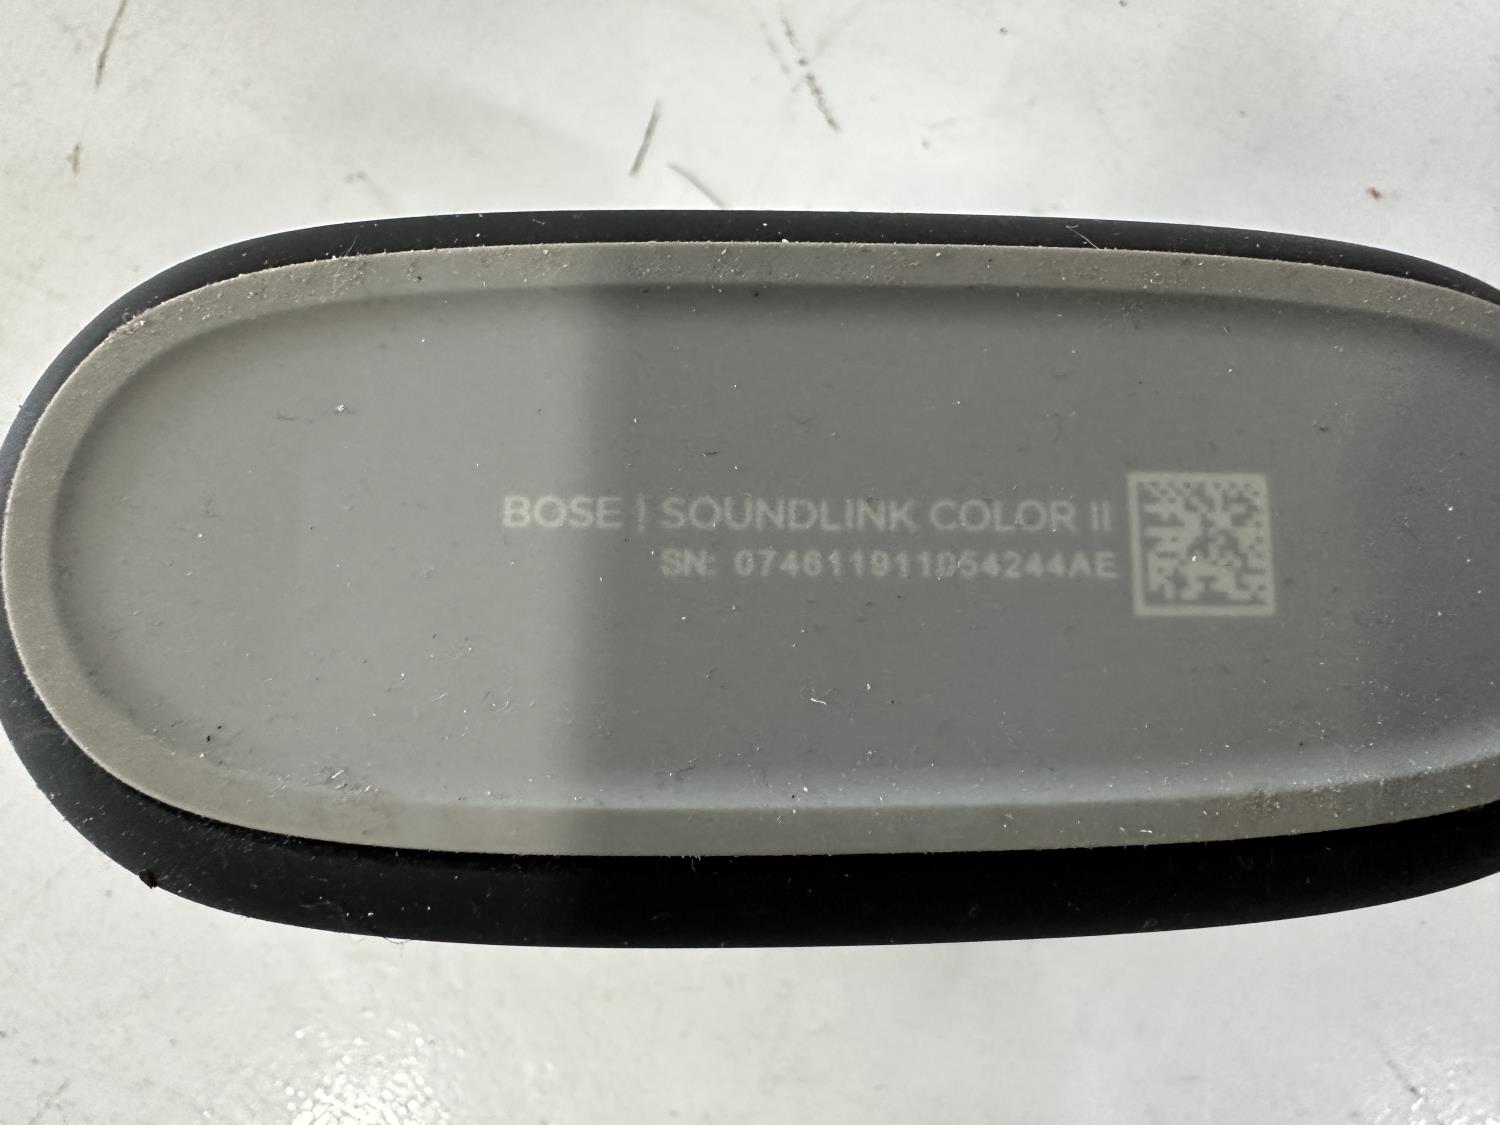 BOSE | SOUNDLINK COLOR II
SN: 074611911054244AE